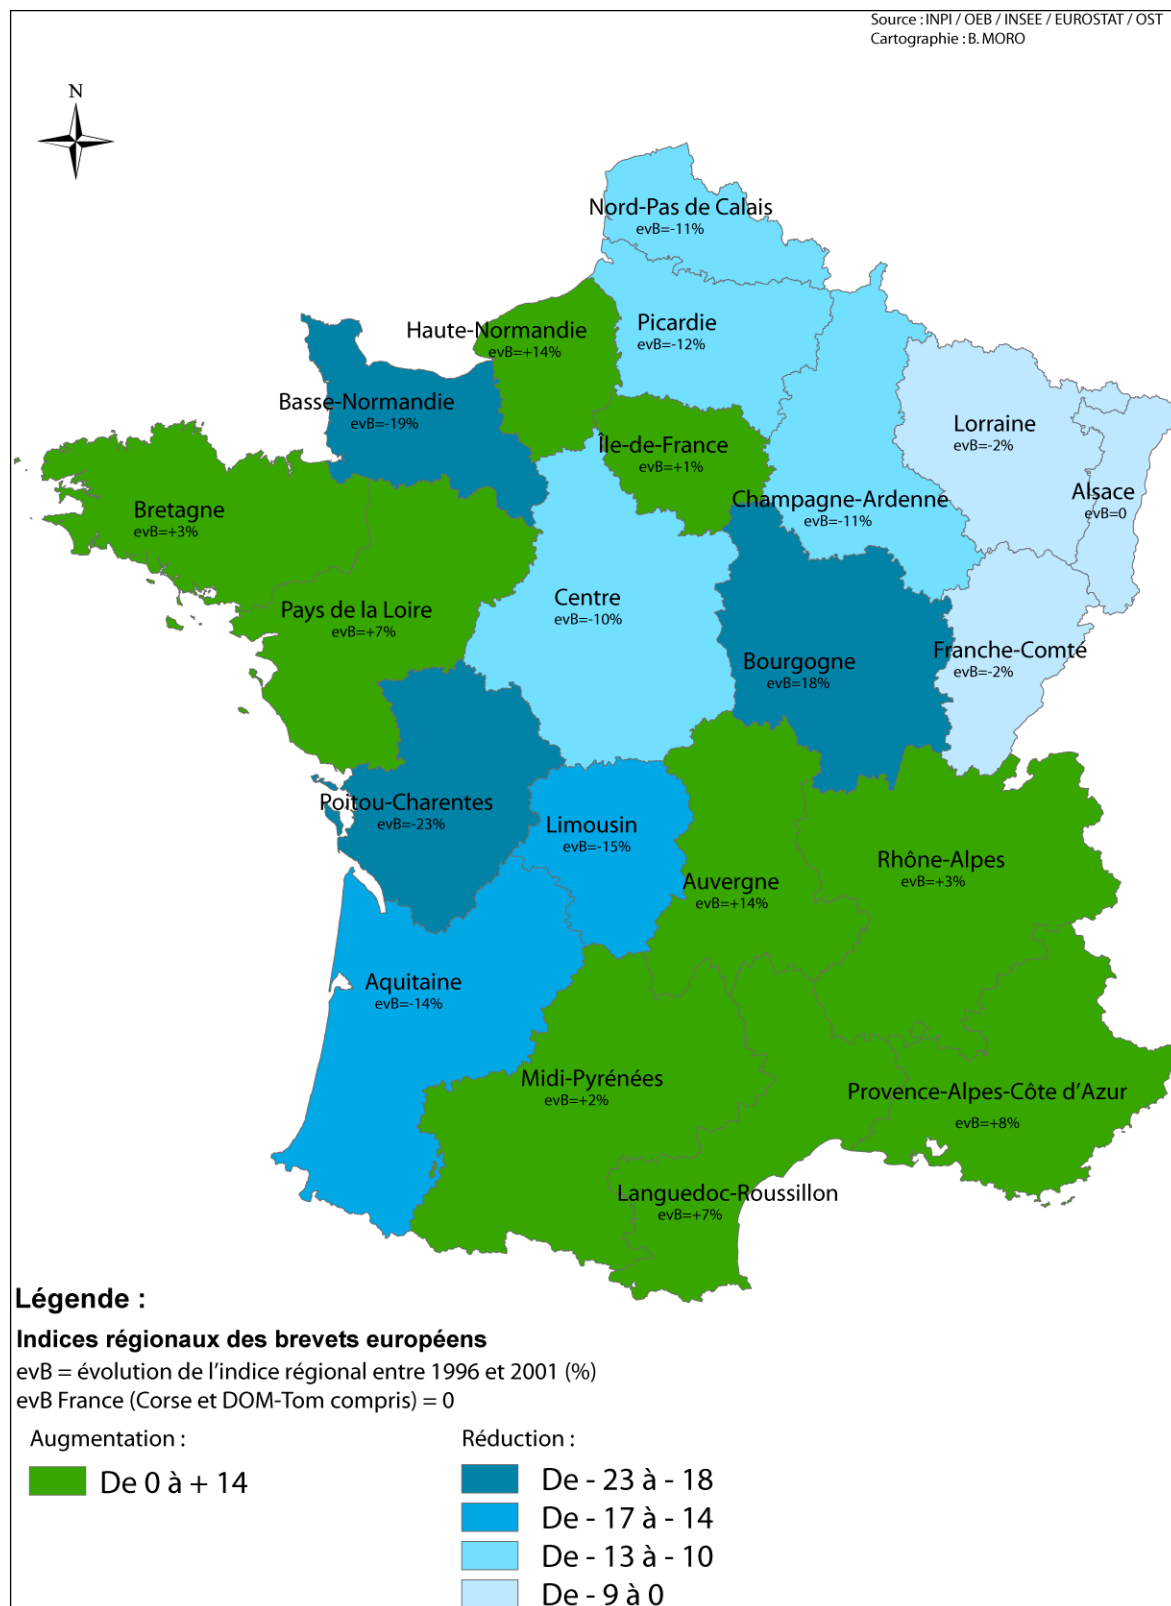 Source : INPI / OEB / INSEE / EUROSTAT / OST
Cartographie : B. MORO
N
Nord-Pas de Calais
evB=-11%
Picardie
evB=-12%
Haute-Normandie
evB=+14%
Basse-Normandie
evB=-19%
Île-de-France
evB=+1%
Lorraine
evB=-2%
Alsace
evB=0
Champagne-Ardenne
evB=-11%
Bretagne
evB=+3%
Pays de la Loire
evB=+7%
Centre
evB=-10%
Bourgogne
evB=18%
Franche-Comté
evB=-2%
Poitou-Charentes
evB=-23%
Limousin
evB=-15%
Auvergne
evB=+14%
Rhône-Alpes
evB=+3%
Aquitaine
evB=-14%
Midi-Pyrénées
evB=+2%
Provence-Alpes-Côte d'Azur
evB=+8%
Languedoc-Roussillon
evB=+7%
Légende :
Indices régionaux des brevets européens
evB = évolution de l'indice régional entre 1996 et 2001 (%)
evB France (Corse et DOM-Tom compris) = 0
Augmentation :
De 0 à + 14
Réduction :
De - 23 à - 18
De - 17 à - 14
De - 13 à - 10
De - 9 à 0